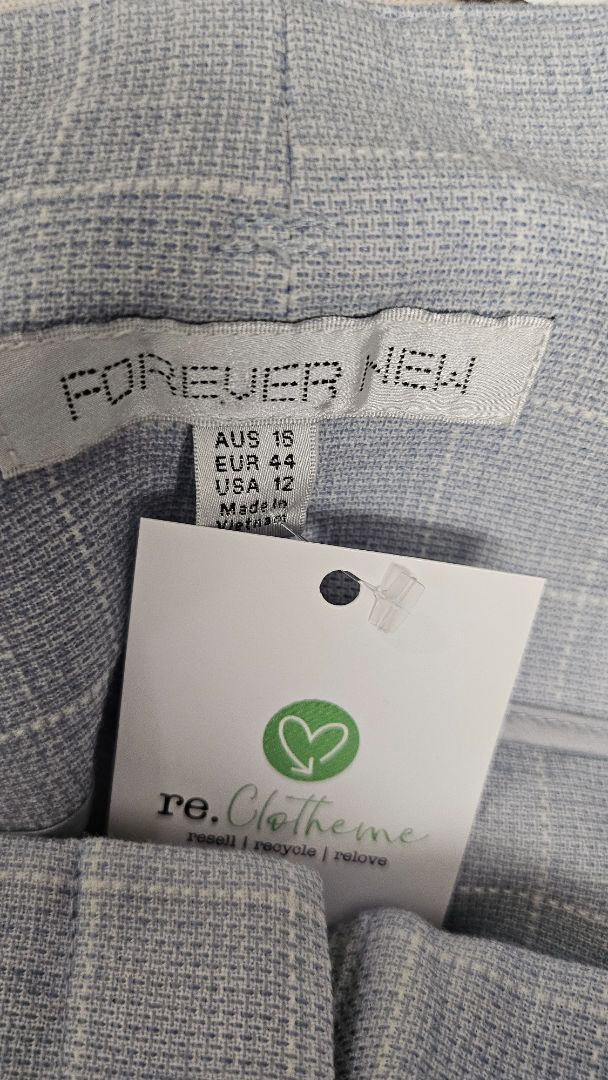 FOREVER NEW
AUS 16
EUR 44
USA 12
Made in
Vietnam
re.Clotheme
resell | recycle | relove